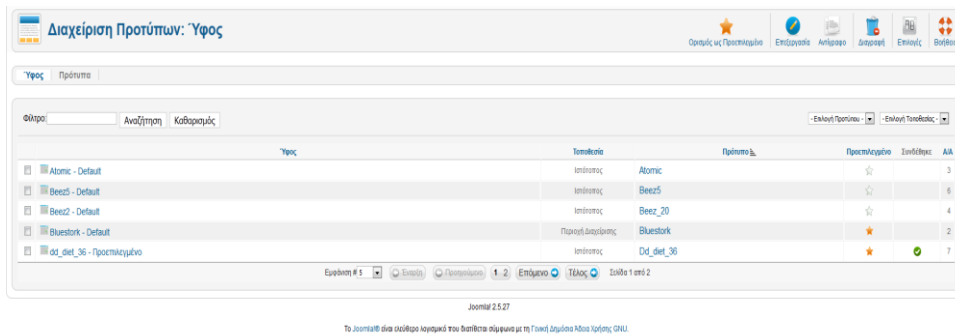 Διαχείριση Προτύπων: Ύφος
Ορισμός ως Προεπιλεγμένο Επεξεργασία Αντίγραφο Διαγραφή Επιλογές Βοήθεια
Ύφος Πρότυπα
Φίλτρο: Αναζήτηση Καθαρισμός - Επιλογή Προτύπου - - Επιλογή Τοποθεσίας -
Ύφος Τοποθεσία Πρότυπο Προεπιλεγμένο Συνδέθηκε Α/Α
Atomic - Default Ιστότοπος Atomic 3
Beez5 - Default Ιστότοπος Beez5 6
Beez2 - Default Ιστότοπος Beez_20 4
Bluestork - Default Περιοχή Διαχείρισης Bluestork 2
dd_diet_36 - Προεπιλεγμένο Ιστότοπος Dd_diet_36 7
Εμφάνιση # 5 Έναρξη Προηγούμενο 1 2 Επόμενο Τέλος Σελίδα 1 από 2
Joomla! 2.5.27
Το Joomla!® είναι ελεύθερο λογισμικό που διατίθεται σύμφωνα με τη Γενική Δημόσια Άδεια Χρήσης GNU.